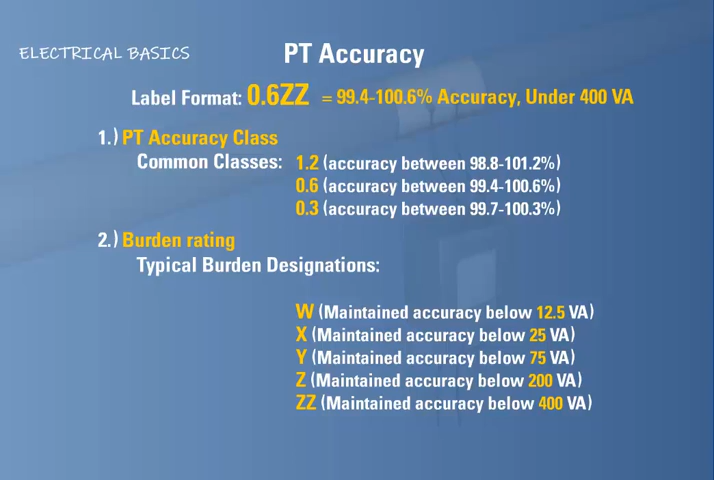 ELECTRICAL BASICS
PT Accuracy
Label Format: 0.6ZZ = 99.4-100.6% Accuracy, Under 400 VA
1.) PT Accuracy Class
Common Classes: 1.2 (accuracy between 98.8-101.2%)
0.6 (accuracy between 99.4-100.6%)
0.3 (accuracy between 99.7-100.3%)
2.) Burden rating
Typical Burden Designations:
W (Maintained accuracy below 12.5 VA)
X (Maintained accuracy below 25 VA)
Y (Maintained accuracy below 75 VA)
Z (Maintained accuracy below 200 VA)
ZZ (Maintained accuracy below 400 VA)